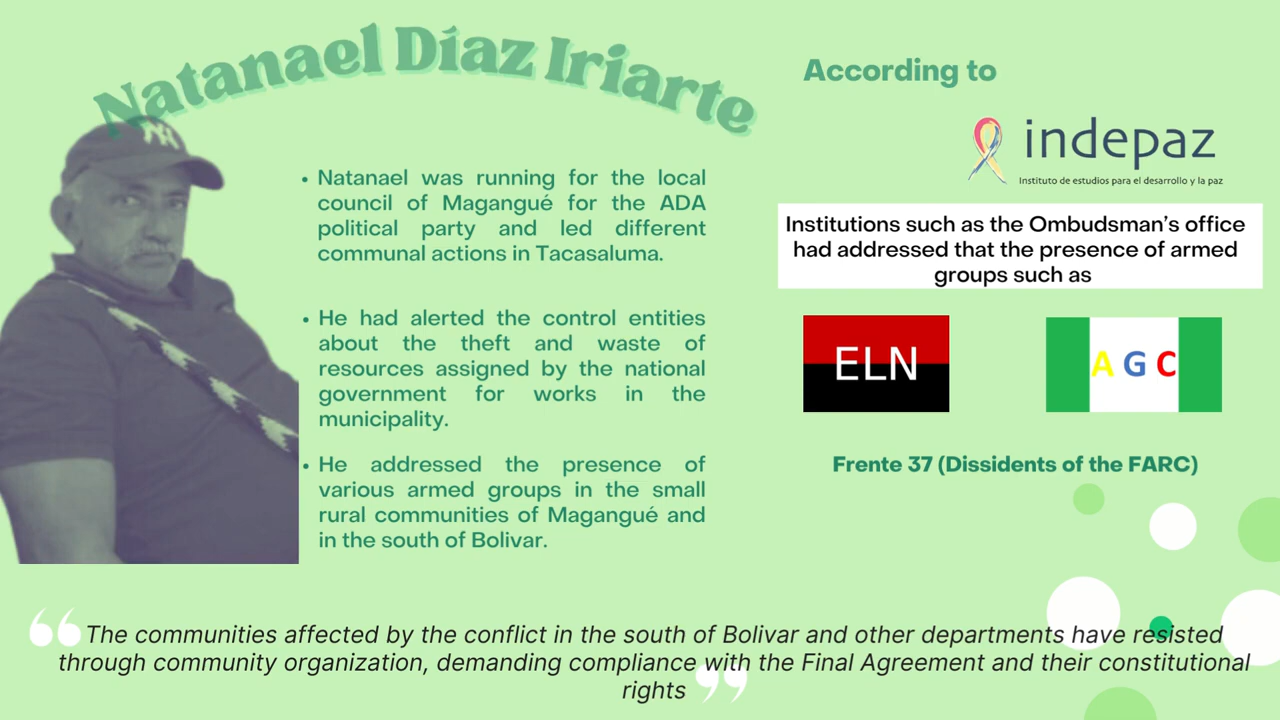 Natanael Díaz Iriarte
NY
• Natanael was running for the local
council of Magangué for the ADA
political party and led different
communal actions in Tacasaluma.
• He had alerted the control entities
about the theft and waste of
resources assigned by the national
government for works in the
municipality.
• He addressed the presence of
various armed groups in the small
rural communities of Magangué and
in the south of Bolivar.
According to
indepaz
Instituto de estudios para el desarrollo y la paz
Institutions such as the Ombudsman's office
had addressed that the presence of armed
groups such as
ELN
AGC
Frente 37 (Dissidents of the FARC)
“The communities affected by the conflict in the south of Bolivar and other departments have resisted
through community organization, demanding compliance with the Final Agreement and their constitutional
rights”